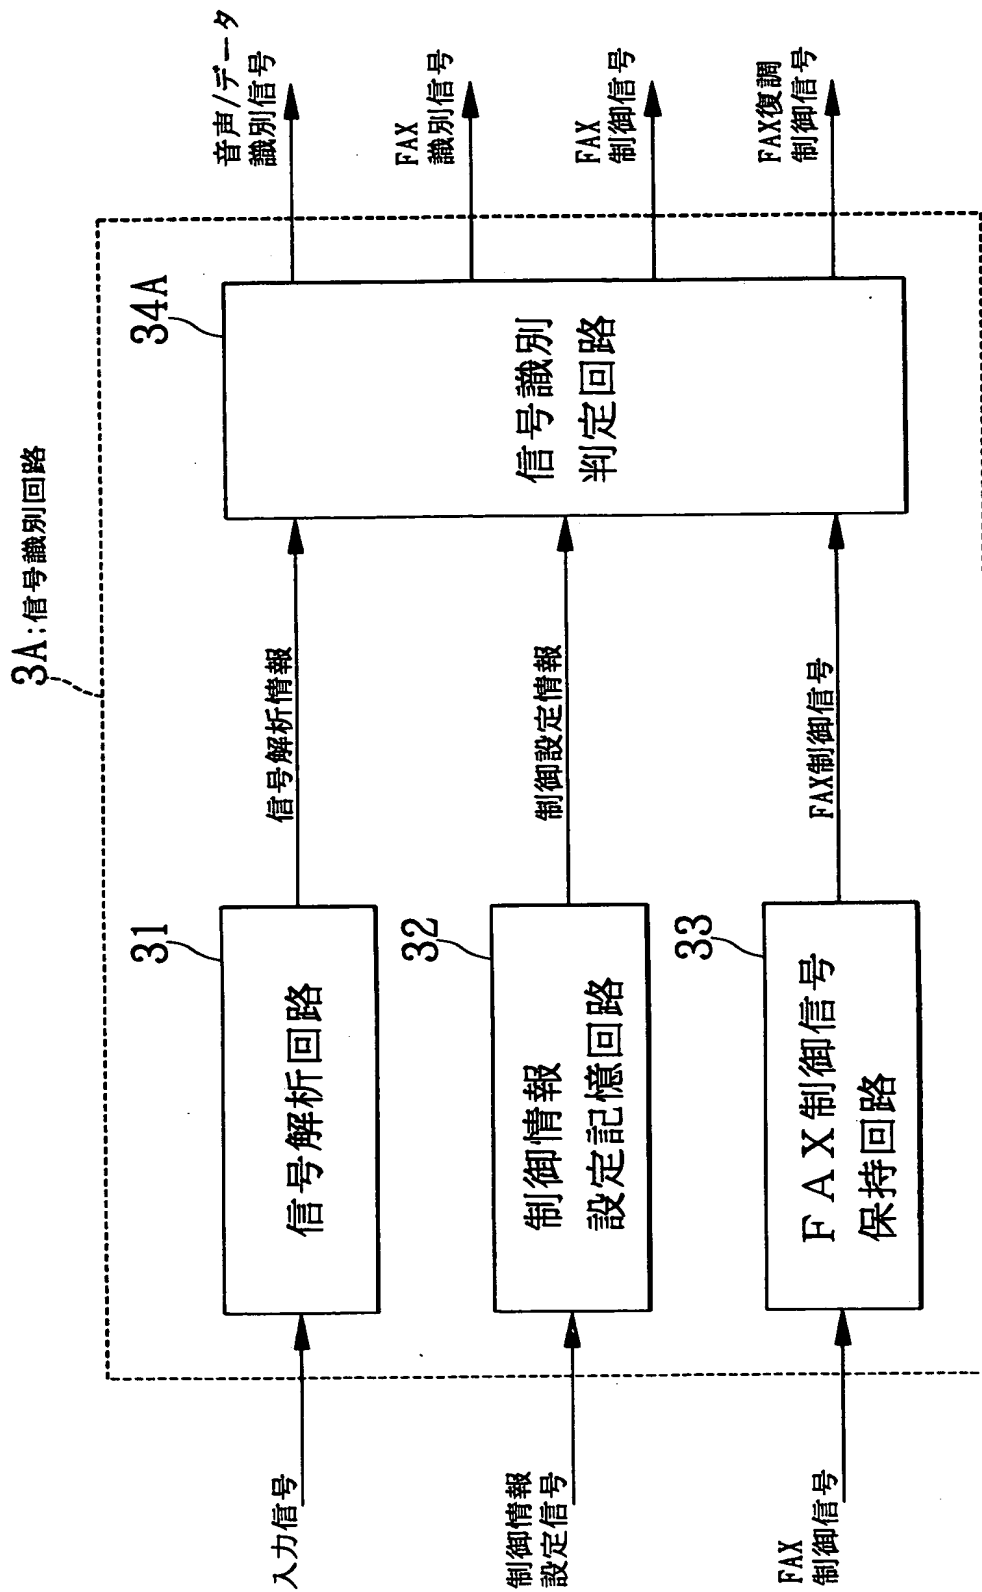 3A:信号識別回路
入力信号
31
信号解析回路
信号解析情報
制御情報
設定信号
32
制御情報
設定記憶回路
制御設定情報
FAX
制御信号
33
FAX制御信号
保持回路
FAX制御信号
34A
信号識別
判定回路
音声/データ
識別信号
FAX
識別信号
FAX
制御信号
FAX復調
制御信号